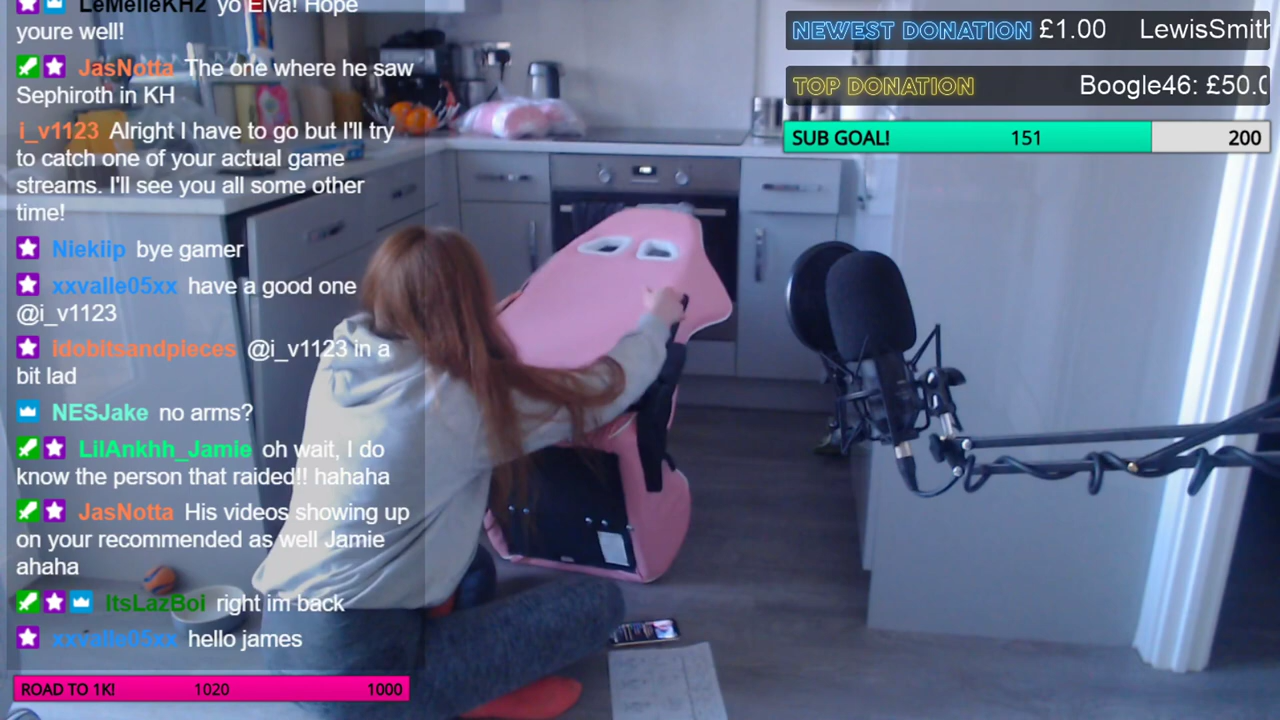 LeMelleKH2 yo Elva! Hope
youre well!
JasNotta The one where he saw
Sephiroth in KH
i_v1123 Alright I have to go but I'll try
to catch one of your actual game
streams. I'll see you all some other
time!
Niekiip bye gamer
xxvalle05xx have a good one
@i_v1123
idobitsandpieces @i_v1123 in a
bit lad
NESJake no arms?
LilAnkhh_Jamie oh wait, I do
know the person that raided!! hahaha
JasNotta His videos showing up
on your recommended as well Jamie
ahaha
ItsLazBoi right im back
xxvalle05xx hello james
ROAD TO 1K! 1020 1000
NEWEST DONATION £1.00 LewisSmith
TOP DONATION Boogle46: £50.0
SUB GOAL! 151 200